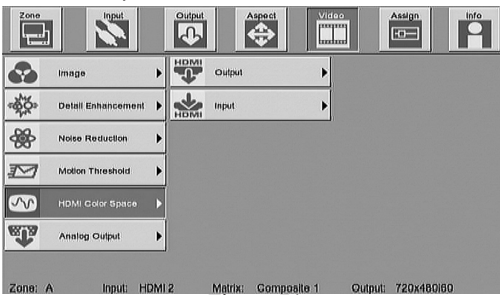 Zone Input Output Aspect Video Assign Info
Image
HDMI Output
Detail Enhancement
Input HDMI
Noise Reduction
Motion Threshold
HDMI Color Space
Analog Output
Zone: A Input: HDMI 2 Matrix: Composite 1 Output: 720x480i60